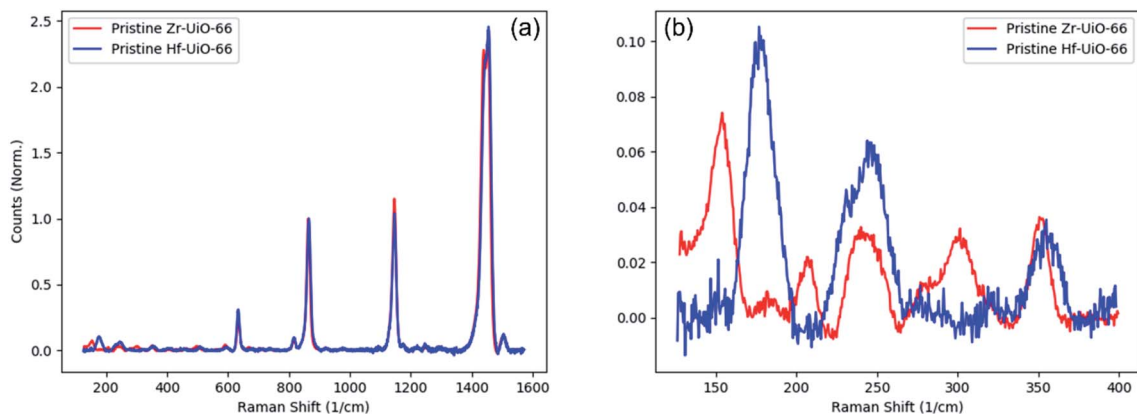 (a)
Pristine Zr-UiO-66
Pristine Hf-UiO-66
Counts (Norm.)
2.5
2.0
1.5
1.0
0.5
0.0
200 400 600 800 1000 1200 1400 1600
Raman Shift (1/cm)
(b)
Pristine Zr-UiO-66
Pristine Hf-UiO-66
0.10
0.08
0.06
0.04
0.02
0.00
150 200 250 300 350 400
Raman Shift (1/cm)